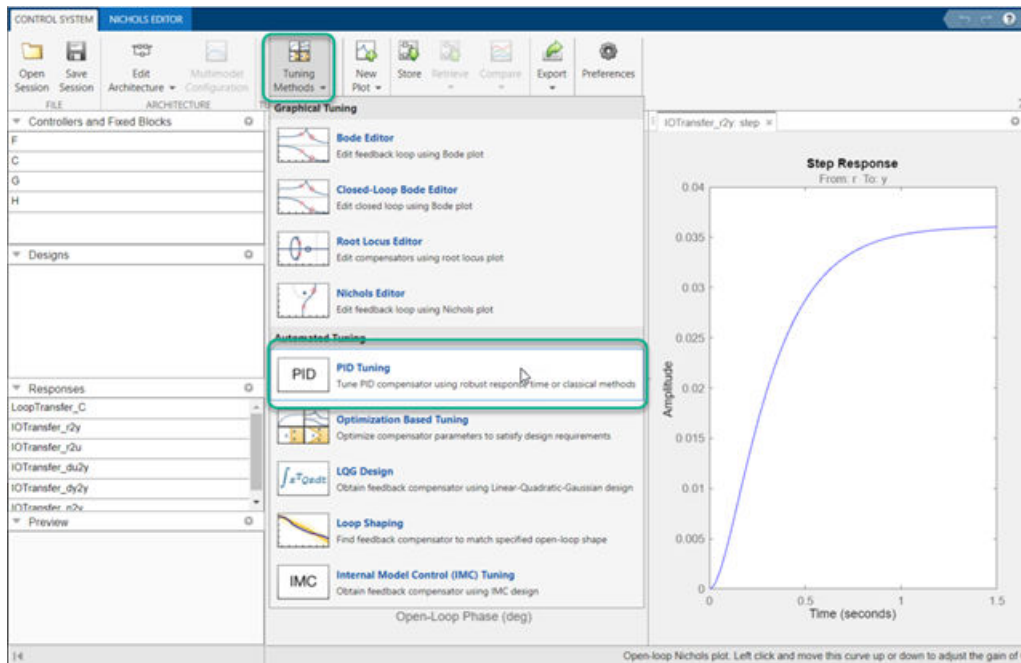 CONTROL SYSTEM
NICHOLS EDITOR
Open Session
Save Session
Edit Architecture
Multimodel Configuration
Tuning Methods
New Plot
Store
Retrieve
Compare
Export
Preferences
FILE
ARCHITECTURE
Controllers and Fixed Blocks
F
C
G
H
Designs
Responses
LoopTransfer_C
IOTransfer_r2y
IOTransfer_r2u
IOTransfer_du2y
IOTransfer_dy2y
IOTransfer_n2y
Preview
Graphical Tuning
Bode Editor
Edit feedback loop using Bode plot
Closed-Loop Bode Editor
Edit closed loop using Bode plot
Root Locus Editor
Edit compensators using root locus plot
Nichols Editor
Edit feedback loop using Nichols plot
Automated Tuning
PID
PID Tuning
Tune PID compensator using robust response time or classical methods
Optimization Based Tuning
Optimize compensator parameters to satisfy design requirements
LQG Design
Obtain feedback compensator using Linear-Quadratic-Gaussian design
Loop Shaping
Find feedback compensator to match specified open-loop shape
IMC
Internal Model Control (IMC) Tuning
Obtain feedback compensator using IMC design
Open-Loop Phase (deg)
IOTransfer_r2y: step
Step Response
From: r To: y
0.04
0.035
0.03
0.02
0.015
0.01
0.005
0
Amplitude
0
0.5
1
1.5
Time (seconds)
Open-loop Nichols plot. Left click and move this curve up or down to adjust the gain of